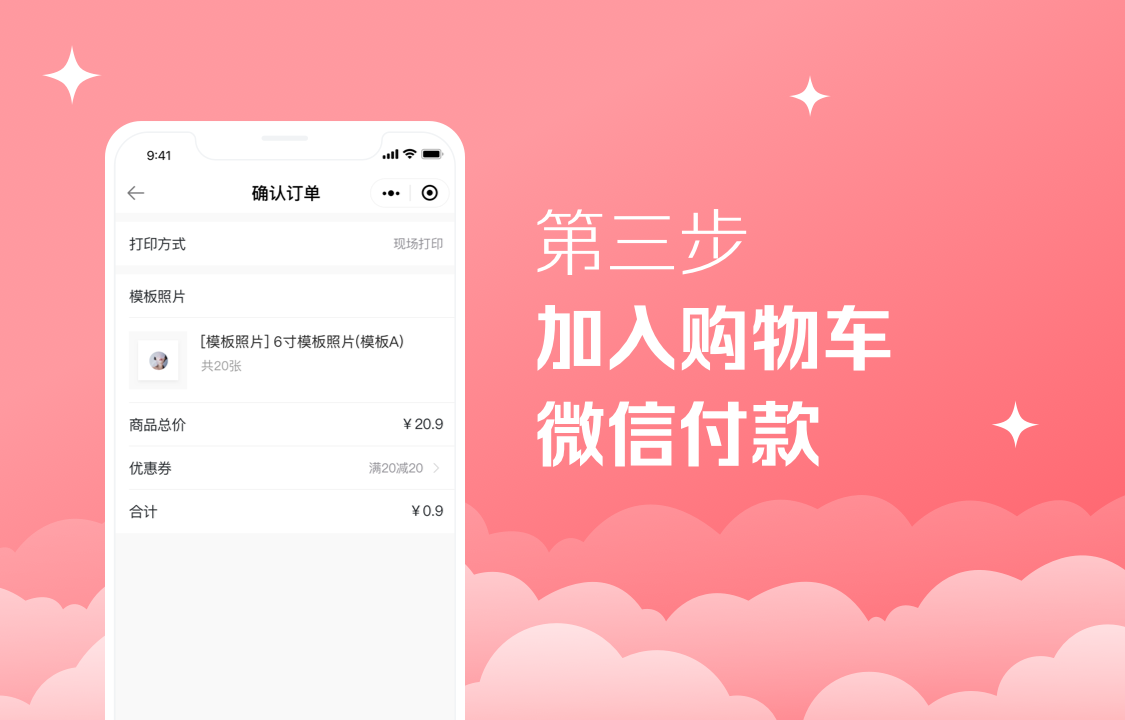 9:41
确认订单
打印方式 现场打印
模板照片
[模板照片] 6寸模板照片(模板A)
共20张
商品总价 ¥20.9
优惠券 满20减20
合计 ¥0.9
第三步
加入购物车
微信付款